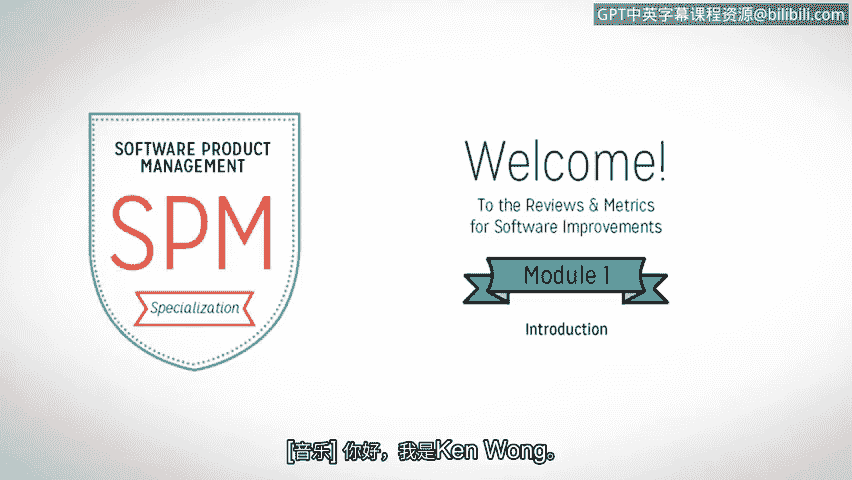 GPT中英字幕课程资源@bilibili.com
SOFTWARE PRODUCT
MANAGEMENT
SPM
Specialization
Welcome!
To the Reviews & Metrics
for Software Improvements
Module 1
Introduction
[音乐] 你好，我是Ken Wong。